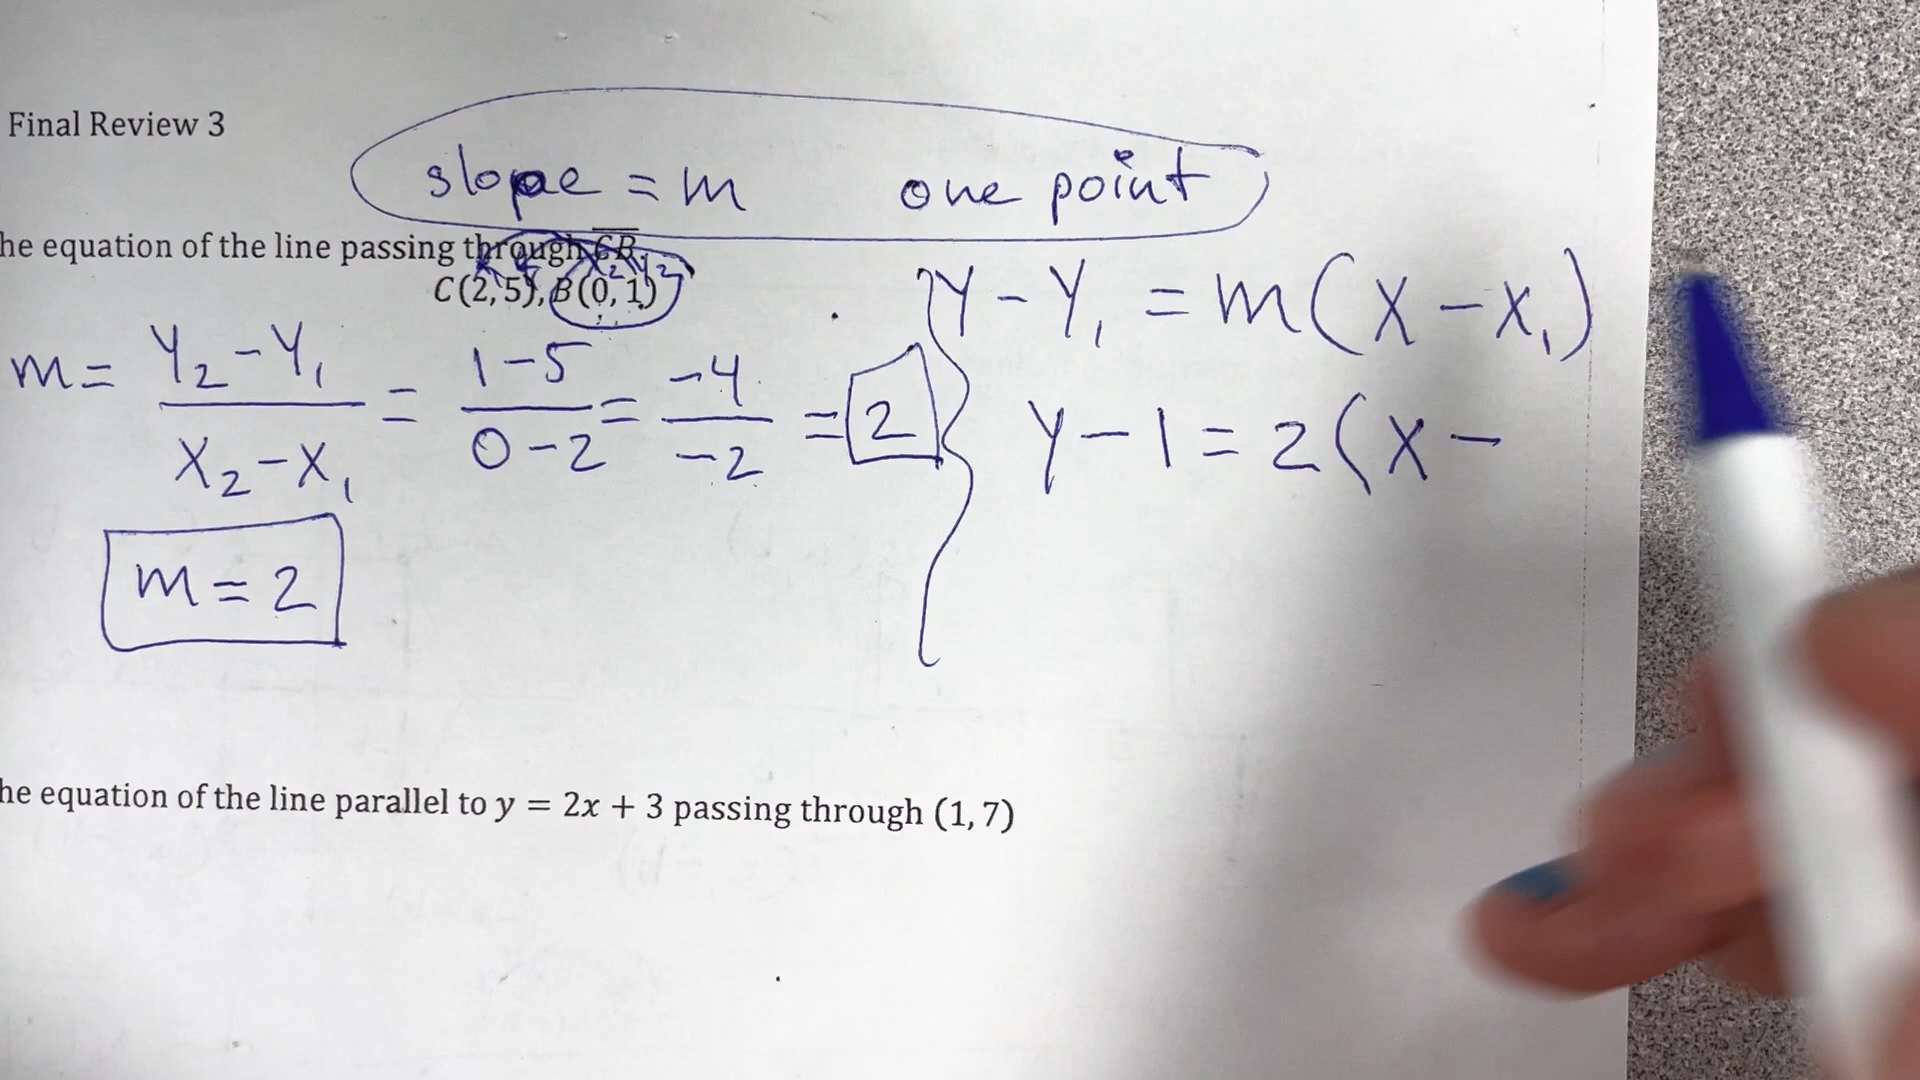 Final Review 3
slope = m one point
he equation of the line passing through CB.
C(2,5), B(0,1)
x₂ y₂
y - y₁ = m(x - x₁)
m = (y₂ - y₁)/(x₂ - x₁) = (1 - 5)/(0 - 2) = (-4)/(-2) = 2
y - 1 = 2(x -
m = 2
he equation of the line parallel to y = 2x + 3 passing through (1,7)